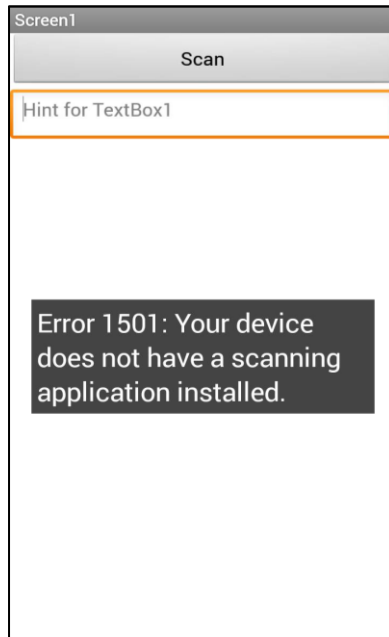 Screen1
Scan
Hint for TextBox1
Error 1501: Your device
does not have a scanning
application installed.